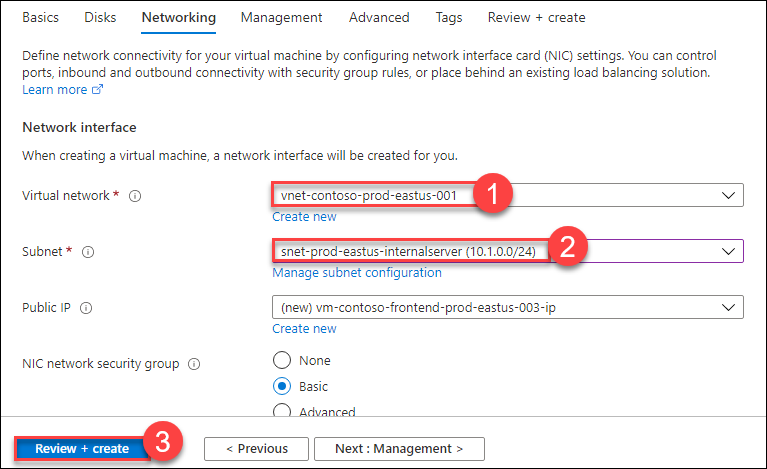 Basics Disks Networking Management Advanced Tags Review + create
Define network connectivity for your virtual machine by configuring network interface card (NIC) settings. You can control
ports, inbound and outbound connectivity with security group rules, or place behind an existing load balancing solution.
Learn more
Network interface
When creating a virtual machine, a network interface will be created for you.
Virtual network * vnet-contoso-prod-eastus-001 1
Create new
Subnet * snet-prod-eastus-internalserver (10.1.0.0/24) 2
Manage subnet configuration
Public IP (new) vm-contoso-frontend-prod-eastus-003-ip
Create new
NIC network security group None
Basic
Advanced
Review + create 3 < Previous Next : Management >